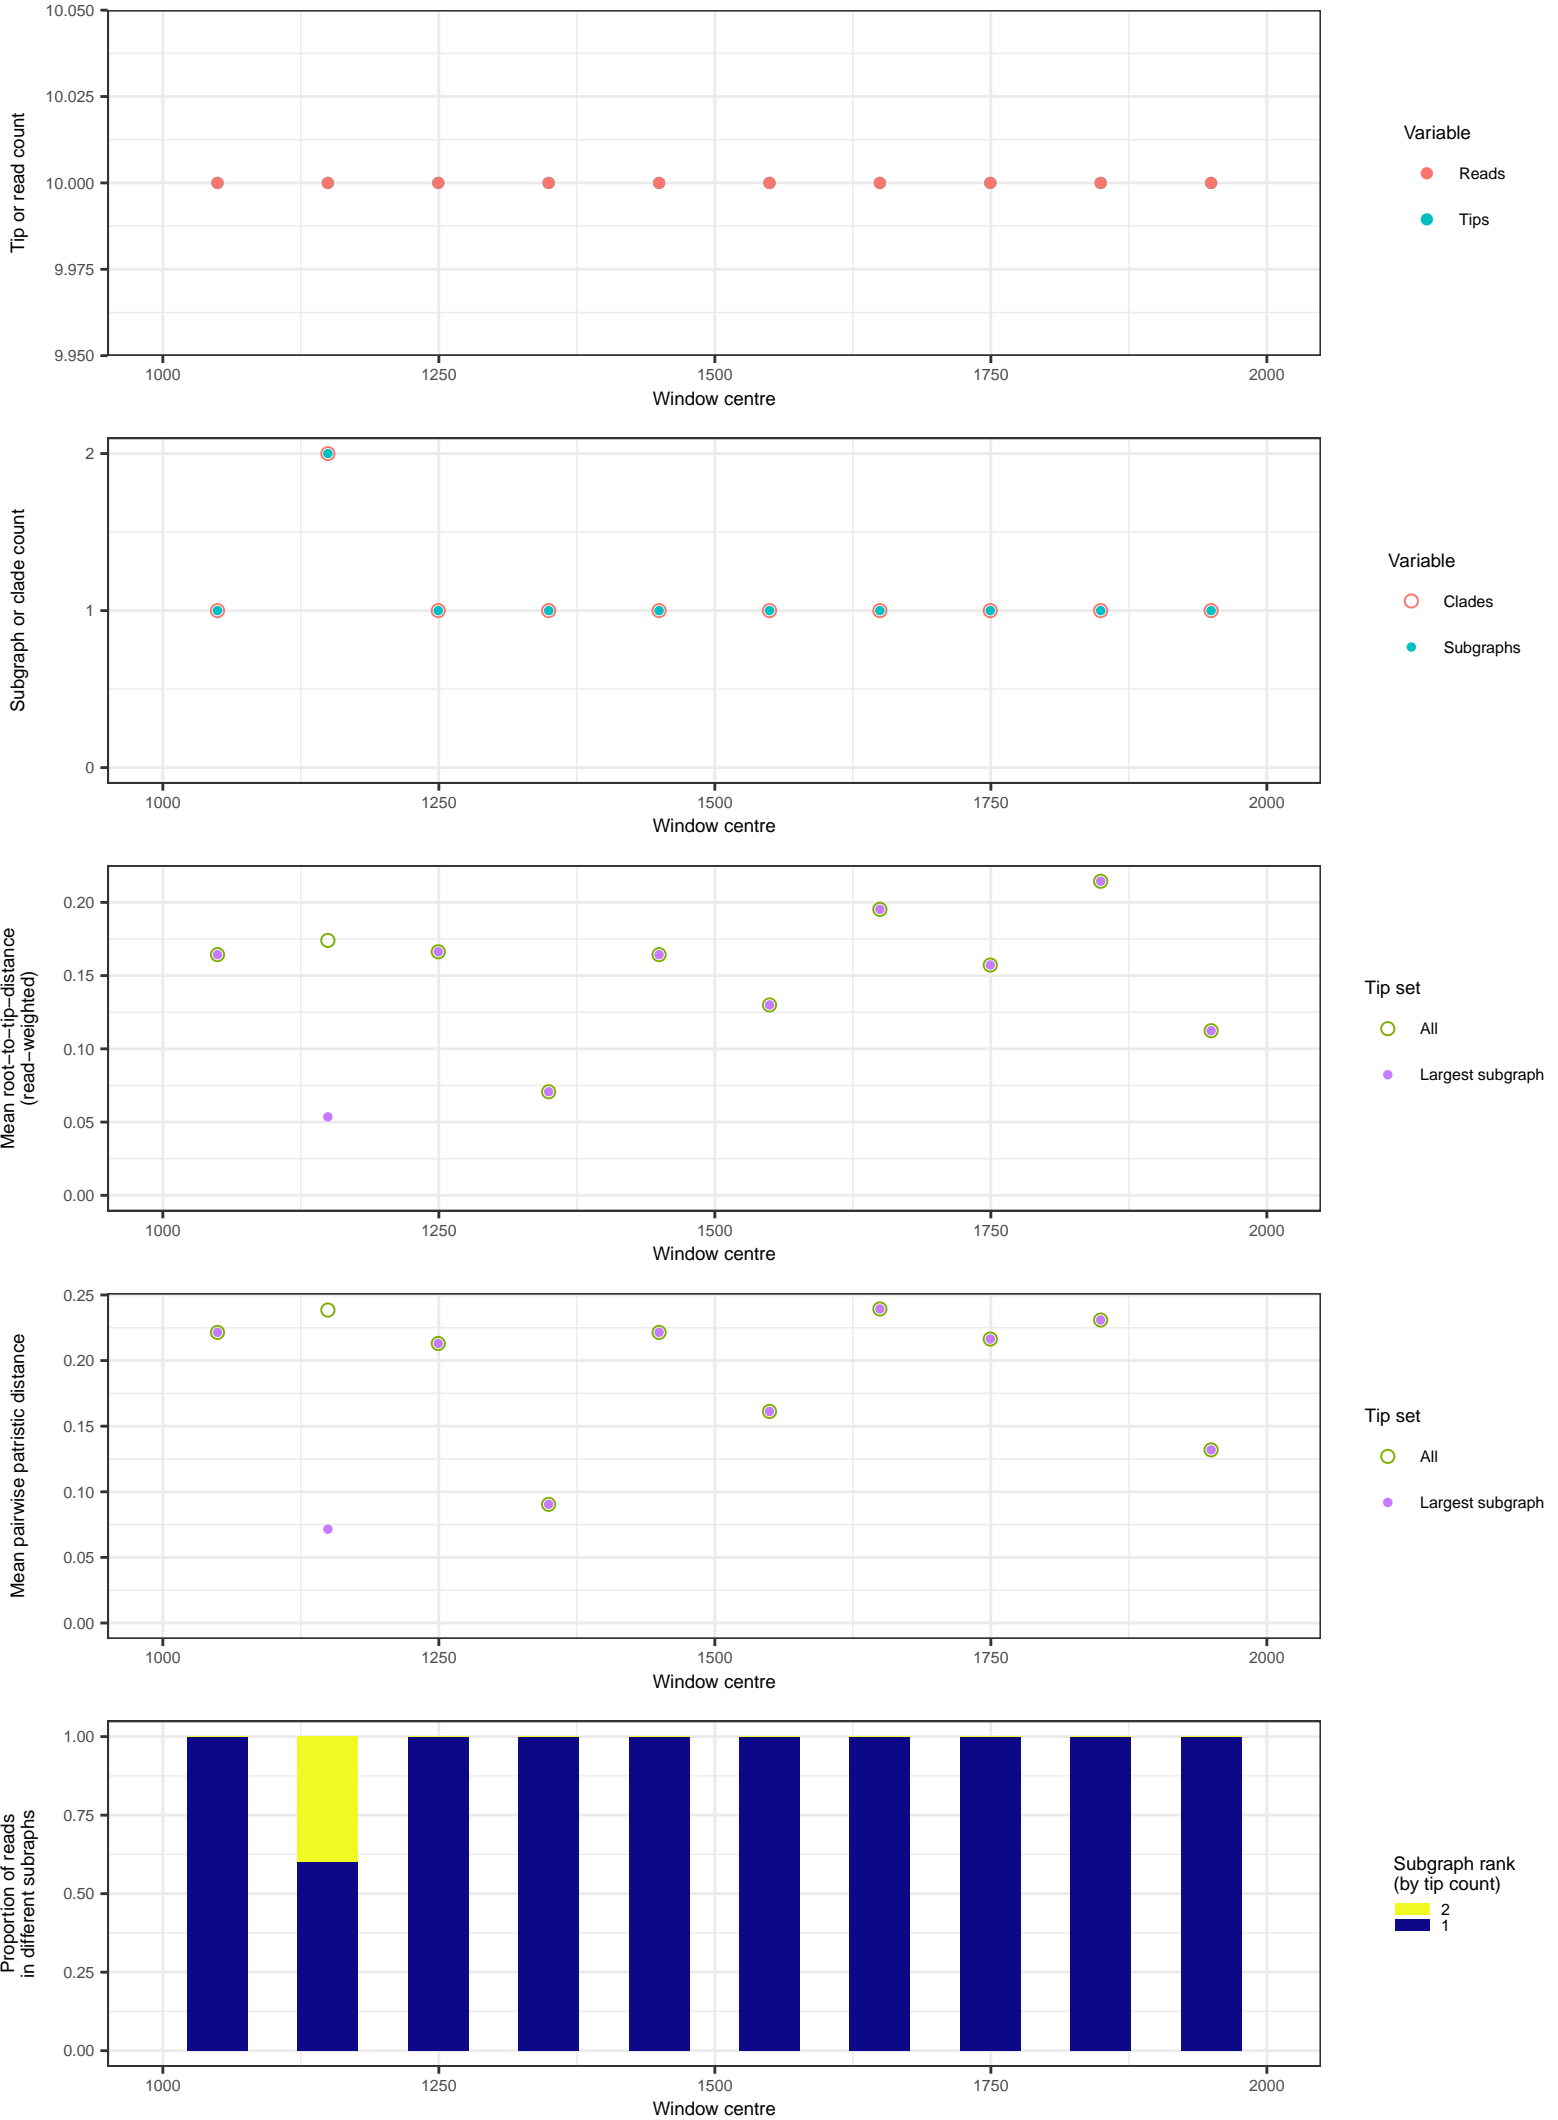 10.050
10.025
10.000
9.975
9.950
Tip or read count
1000 1250 1500 1750 2000
Window centre
Variable
Reads
Tips
2
1
0
Subgraph or clade count
1000 1250 1500 1750 2000
Window centre
Variable
Clades
Subgraphs
0.20
0.15
0.10
0.05
0.00
Mean root−to−tip−distance
(read−weighted)
1000 1250 1500 1750 2000
Window centre
Tip set
All
Largest subgraph
0.25
0.20
0.15
0.10
0.05
0.00
Mean pairwise patristic distance
1000 1250 1500 1750 2000
Window centre
Tip set
All
Largest subgraph
1.00
0.75
0.50
0.25
0.00
Proportion of reads
in different subraphs
1000 1250 1500 1750 2000
Window centre
Subgraph rank
(by tip count)
2
1